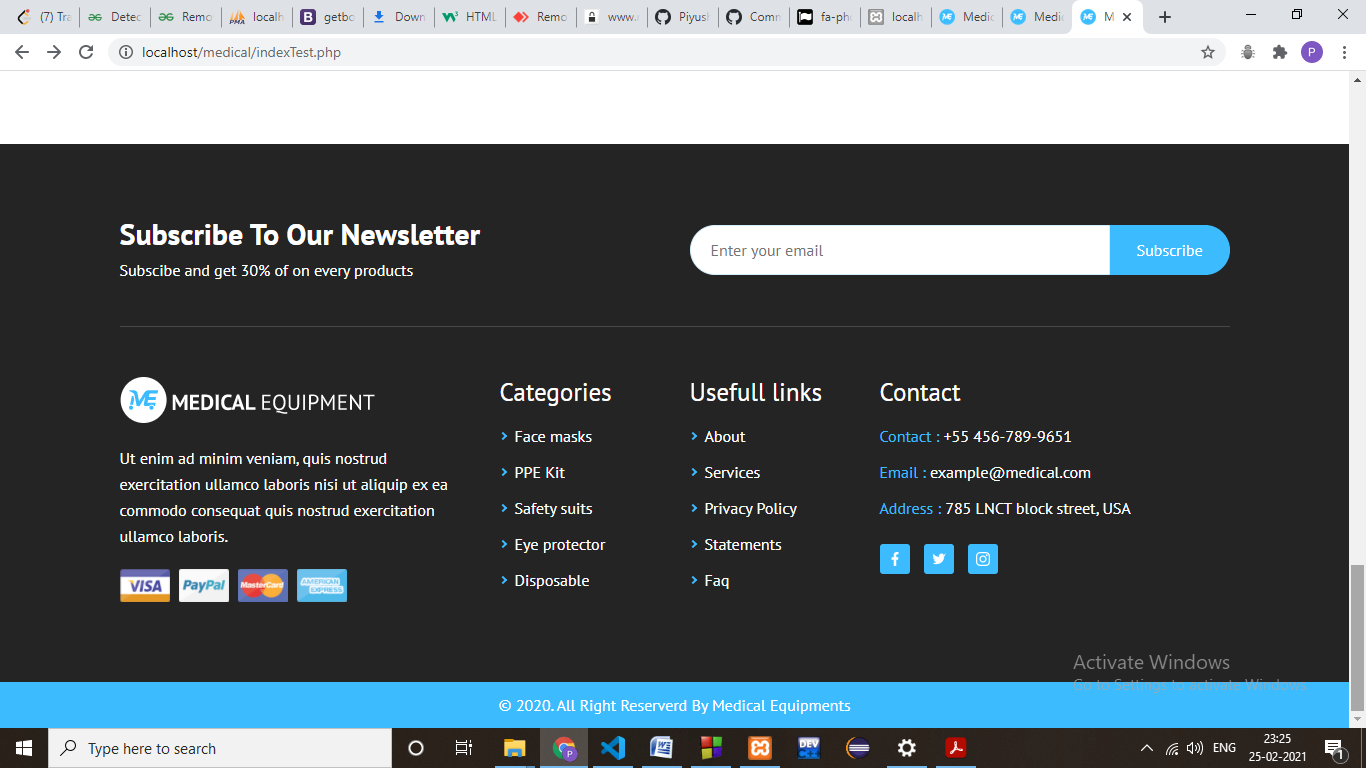 (7) Tra
Detec
Remo
localh
getbo
Down
HTML
Remo
www.
Piyus
Comn
fa-ph
localh
Medic
Medic
M
localhost/medical/indexTest.php
P
Subscribe To Our Newsletter
Subscibe and get 30% of on every products
Enter your email
Subscribe
ME MEDICAL EQUIPMENT
Ut enim ad minim veniam, quis nostrud
exercitation ullamco laboris nisi ut aliquip ex ea
commodo consequat quis nostrud exercitation
ullamco laboris.
VISA
PayPal
MasterCard
AMERICAN EXPRESS
Categories
Face masks
PPE Kit
Safety suits
Eye protector
Disposable
Usefull links
About
Services
Privacy Policy
Statements
Faq
Contact
Contact : +55 456-789-9651
Email : example@medical.com
Address : 785 LNCT block street, USA
Activate Windows
Go to Settings to activate Windows.
© 2020. All Right Reserverd By Medical Equipments
Type here to search
ENG
23:25
25-02-2021
1